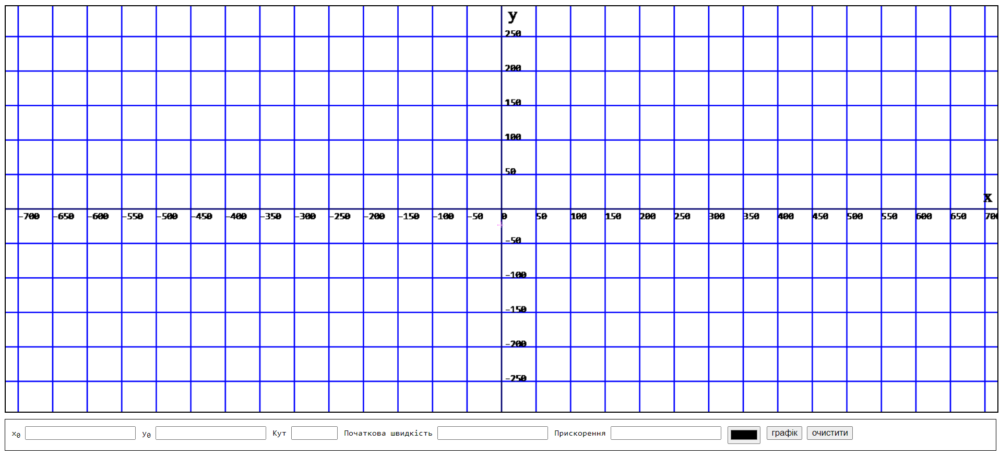 y
250
200
150
100
50
x
-700 -650 -600 -550 -500 -450 -400 -350 -300 -250 -200 -150 -100 -50 0 50 100 150 200 250 300 350 400 450 500 550 600 650 700
-50
-100
-150
-200
-250
x0 y0 Кут Початкова швидкість Прискорення графік очистити